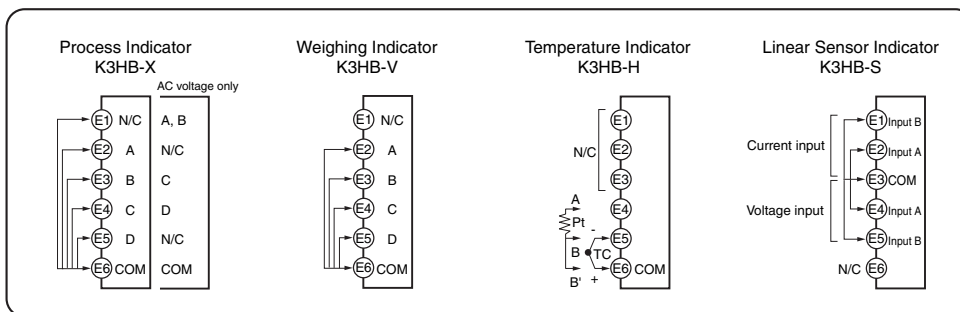 Process Indicator
K3HB-X
AC voltage only
E1 N/C A, B
E2 A N/C
E3 B C
E4 C D
E5 D N/C
E6 COM COM
Weighing Indicator
K3HB-V
E1 N/C
E2 A
E3 B
E4 C
E5 D
E6 COM
Temperature Indicator
K3HB-H
E1
E2
N/C
E3
A
E4
Pt
-
E5
B
TC
E6 COM
B' +
Linear Sensor Indicator
K3HB-S
E1 Input B
Current input
E2 Input A
E3 COM
Voltage input
E4 Input A
E5 Input B
N/C E6